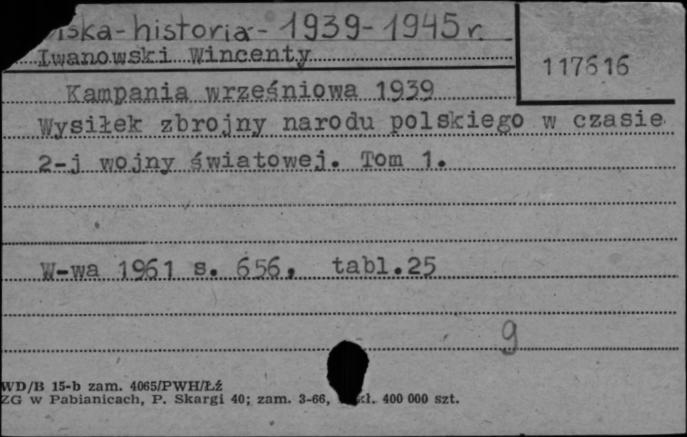 historia - 1939 - 1945 r.
Iwanowski Wincenty
117616
Kampania wrześniowa 1939
Wysiłek zbrojny narodu polskiego w czasie
2-j wojny światowej. Tom 1.
W-wa 1961 s. 656, tabl.25
9
WD/B 15-b zam. 4065/PWH/Łź
ZG w Pabianicach, P. Skargi 40; zam. 3-66, 400 000 szt.